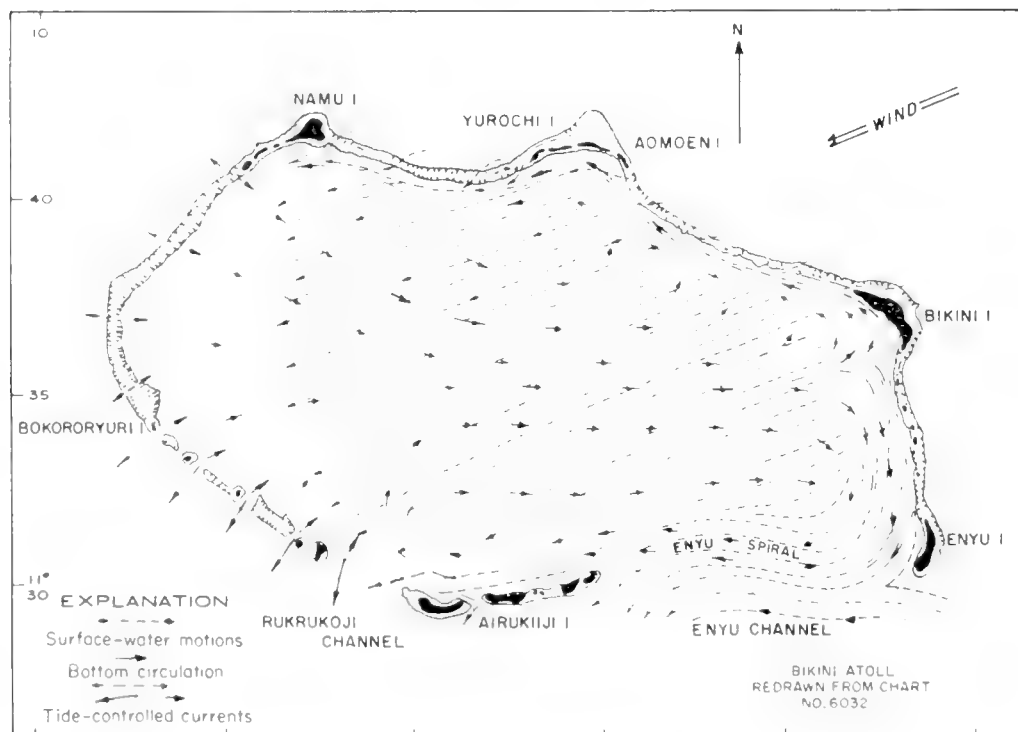 10
N
NAMU I
WIND
YUROCHI I
AOMOEN I
40
BIKINI I
35
BOKORORYURI I
ENYU SPIRAL
ENYU I
11°
30
EXPLANATION
Surface-water motions
Bottom circulation
Tide-controlled currents
RUKRUKOJI
CHANNEL
AIRUKIIJI I
ENYU CHANNEL
BIKINI ATOLL
REDRAWN FROM CHART
NO. 6032